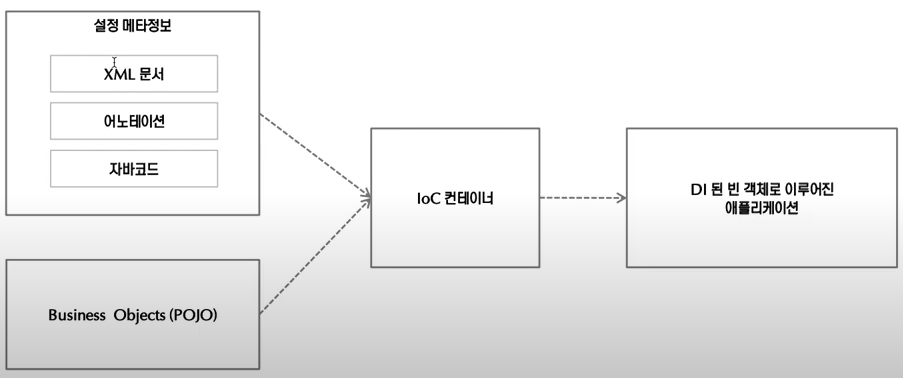 설정 메타정보
XML 문서
어노테이션
자바코드
Business Objects (POJO)
IoC 컨테이너
DI 된 빈 객체로 이루어진
애플리케이션